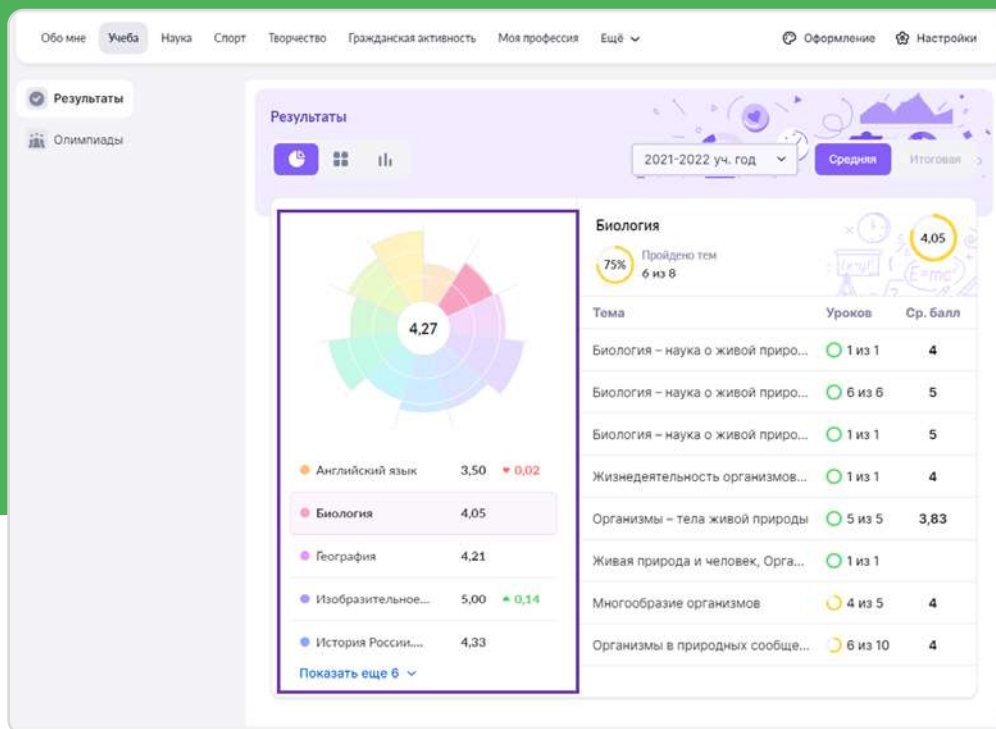 Обо мне Учеба Наука Спорт Творчество Гражданская активность Моя профессия Ещё Оформление Настройки
Результаты
Олимпиады
Результаты
2021-2022 уч. год Средняя Итоговая
4,27
Английский язык 3,50 0,02
Биология 4,05
География 4,21
Изобразительное... 5,00 0,14
История России.... 4,33
Показать еще 6
Биология
4,05
75% Пройдено тем
6 из 8
E=mc²
Тема Уроков Ср. балл
Биология – наука о живой приро... 1 из 1 4
Биология – наука о живой приро... 6 из 6 5
Биология – наука о живой приро... 1 из 1 5
Жизнедеятельность организмов... 1 из 1 4
Организмы – тела живой природы 5 из 5 3,83
Живая природа и человек, Орга... 1 из 1
Многообразие организмов 4 из 5 4
Организмы в природных сообще... 6 из 10 4